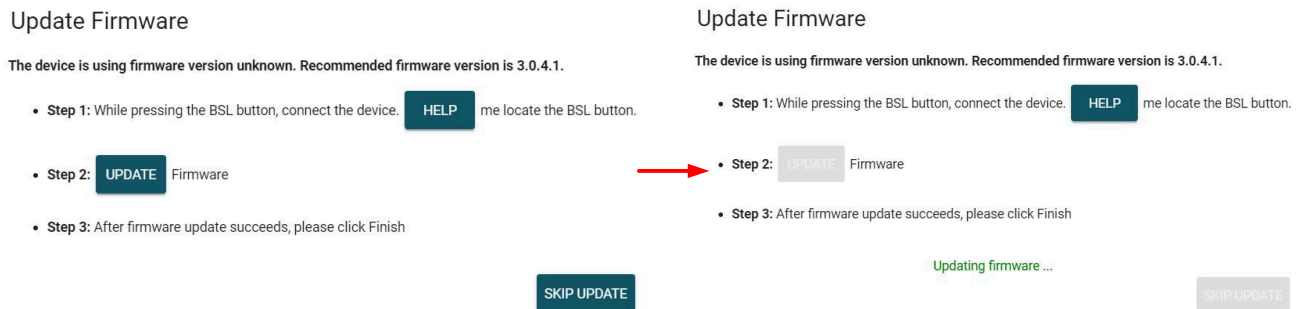 Update Firmware
The device is using firmware version unknown. Recommended firmware version is 3.0.4.1.
• Step 1: While pressing the BSL button, connect the device. HELP me locate the BSL button.
• Step 2: UPDATE Firmware
• Step 3: After firmware update succeeds, please click Finish
SKIP UPDATE
Update Firmware
The device is using firmware version unknown. Recommended firmware version is 3.0.4.1.
• Step 1: While pressing the BSL button, connect the device. HELP me locate the BSL button.
• Step 2: UPDATE Firmware
• Step 3: After firmware update succeeds, please click Finish
Updating firmware ...
SKIP UPDATE